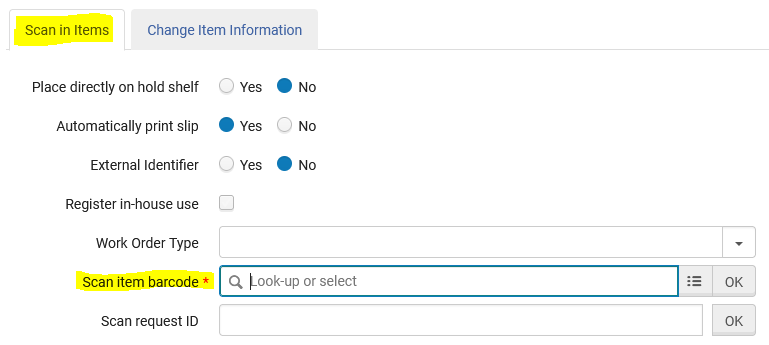 Scan in Items Change Item Information
Place directly on hold shelf Yes No
Automatically print slip Yes No
External Identifier Yes No
Register in-house use
Work Order Type
Scan item barcode * Look-up or select OK
Scan request ID OK